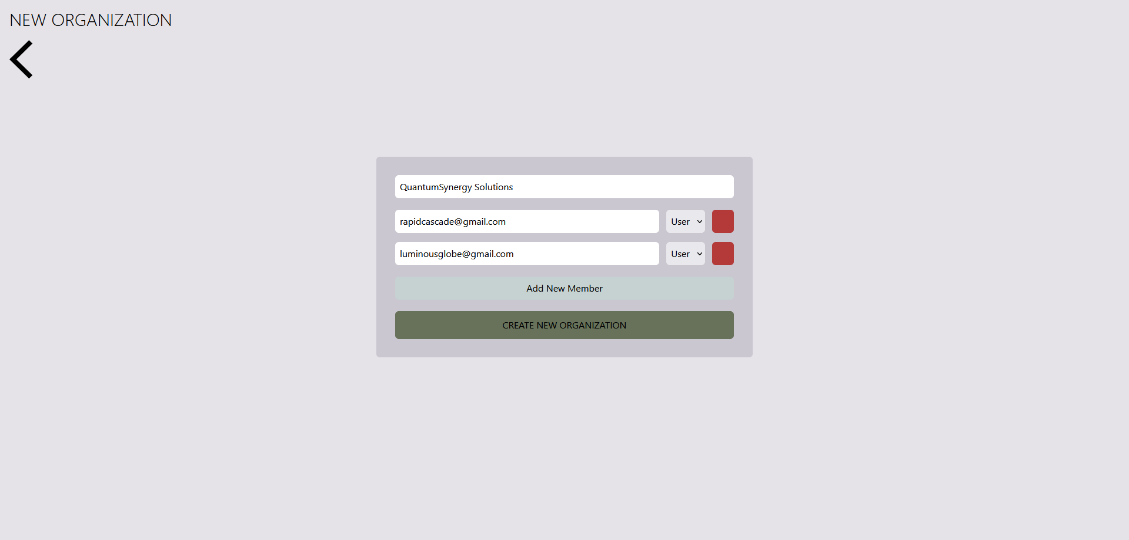 NEW ORGANIZATION
QuantumSynergy Solutions
rapidcascade@gmail.com User
luminousglobe@gmail.com User
Add New Member
CREATE NEW ORGANIZATION